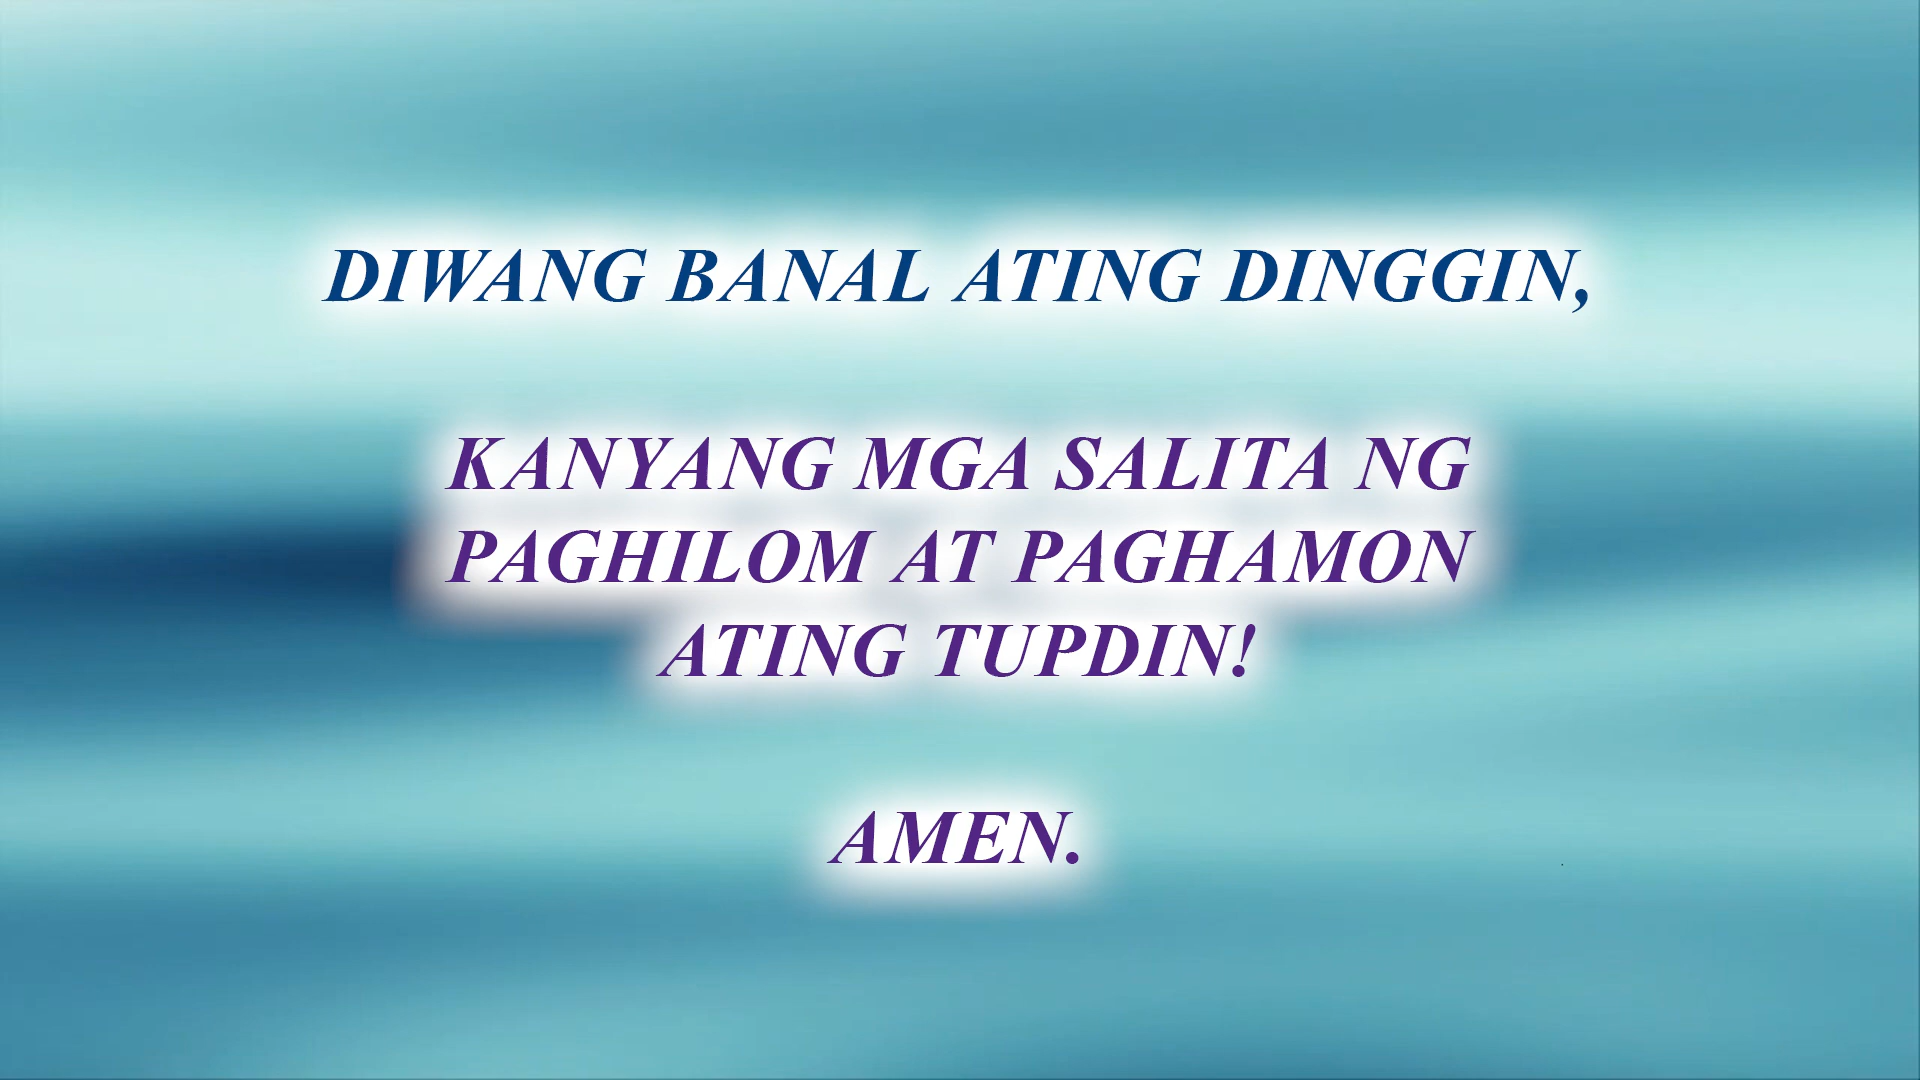 DIWANG BANAL ATING DINGGIN,
KANYANG MGA SALITA NG
PAGHILOM AT PAGHAMON
ATING TUPDIN!
AMEN.